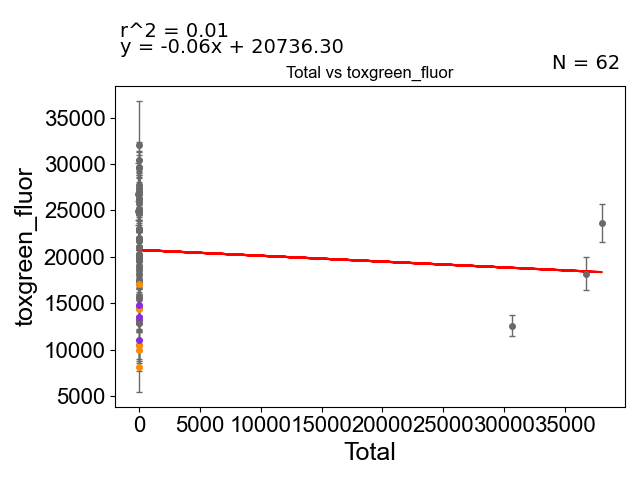 r^2 = 0.01
y = -0.06x + 20736.30
N = 62
Total vs toxgreen_fluor
35000
30000
25000
20000
15000
10000
5000
toxgreen_fluor
0 5000 10000 15000 20000 25000 30000 35000
Total